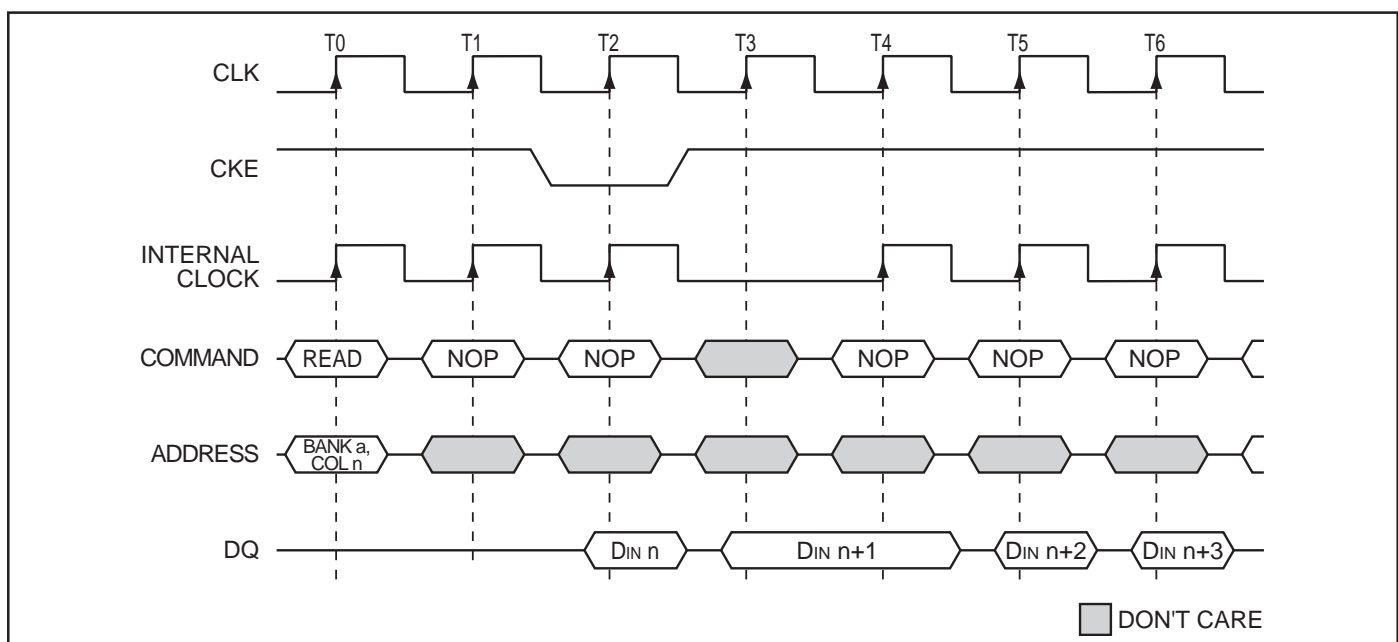 T0 T1 T2 T3 T4 T5 T6
CLK
CKE
INTERNAL
CLOCK
COMMAND READ NOP NOP NOP NOP NOP
ADDRESS BANK a,
COL n
DQ DIN n DIN n+1 DIN n+2 DIN n+3
DON'T CARE